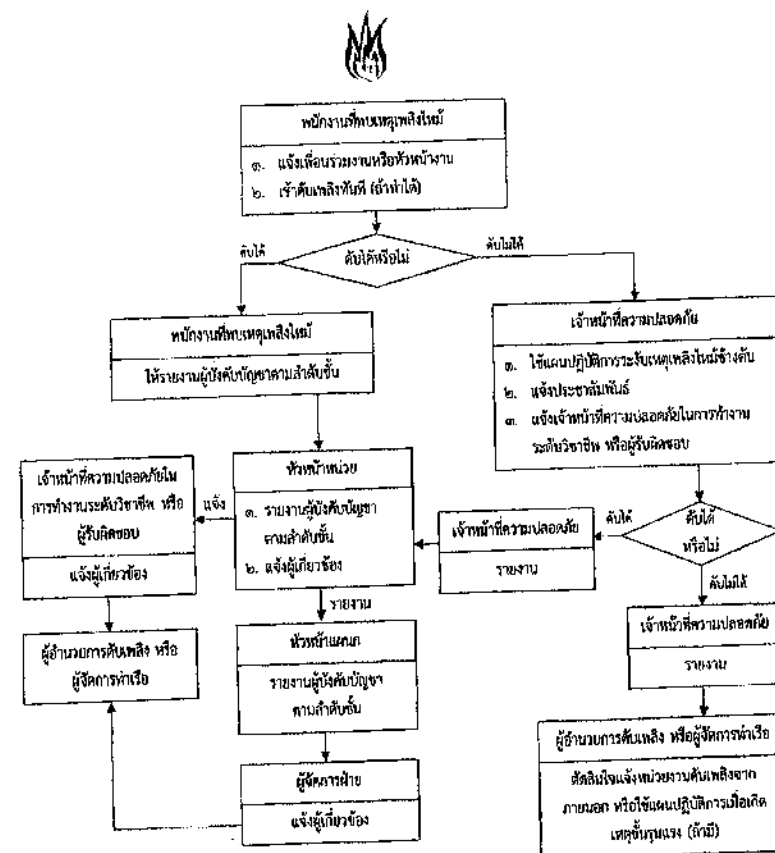 พนักงานที่พบเหตุเพลิงไหม้
๑. แจ้งเพื่อนร่วมงานหรือหัวหน้างาน
๒. เข้าดับเพลิงทันที (ถ้าทำได้)
ดับได้หรือไม่
ดับได้
ดับไม่ได้
พนักงานที่พบเหตุเพลิงไหม้
ให้รายงานผู้บังคับบัญชาตามลำดับชั้น
เจ้าหน้าที่ความปลอดภัย
๑. ใช้แผนปฏิบัติการระงับเหตุเพลิงไหม้ข้างต้น
๒. แจ้งประชาสัมพันธ์
๓. แจ้งเจ้าหน้าที่ความปลอดภัยในการทำงาน
ระดับวิชาชีพ หรือผู้รับผิดชอบ
เจ้าหน้าที่ความปลอดภัยใน
การทำงานระดับวิชาชีพ หรือ
ผู้รับผิดชอบ
แจ้งผู้เกี่ยวข้อง
แจ้ง
หัวหน้าหน่วย
๑. รายงานผู้บังคับบัญชา
ตามลำดับชั้น
๒. แจ้งผู้เกี่ยวข้อง
เจ้าหน้าที่ความปลอดภัย
รายงาน
ดับได้
ดับได้
หรือไม่
ดับไม่ได้
รายงาน
ผู้อำนวยการดับเพลิง หรือ
ผู้จัดการท่าเรือ
หัวหน้าแผนก
รายงานผู้บังคับบัญชา
ตามลำดับชั้น
เจ้าหน้าที่ความปลอดภัย
รายงาน
ผู้จัดการฝ่าย
แจ้งผู้เกี่ยวข้อง
ผู้อำนวยการดับเพลิง หรือผู้จัดการท่าเรือ
ตัดสินใจแจ้งหน่วยงานดับเพลิงจาก
ภายนอก หรือใช้แผนปฏิบัติการเมื่อเกิด
เหตุขั้นรุนแรง (ถ้ามี)